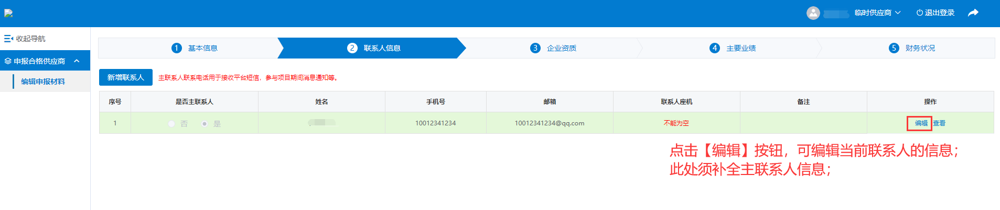 临时供应商 退出登录
收起导航
1 基本信息 2 联系人信息 3 企业资质 4 主要业绩 5 财务状况
申报合格供应商
编辑申报材料
新增联系人 主联系人联系电话用于接收平台短信，参与项目期间消息通知等。
序号 是否主联系人 姓名 手机号 邮箱 联系人座机 备注 操作
1 否 是 10012341234 10012341234@qq.com 不能为空 编辑 查看
点击【编辑】按钮，可编辑当前联系人的信息；
此处须补全主联系人信息；